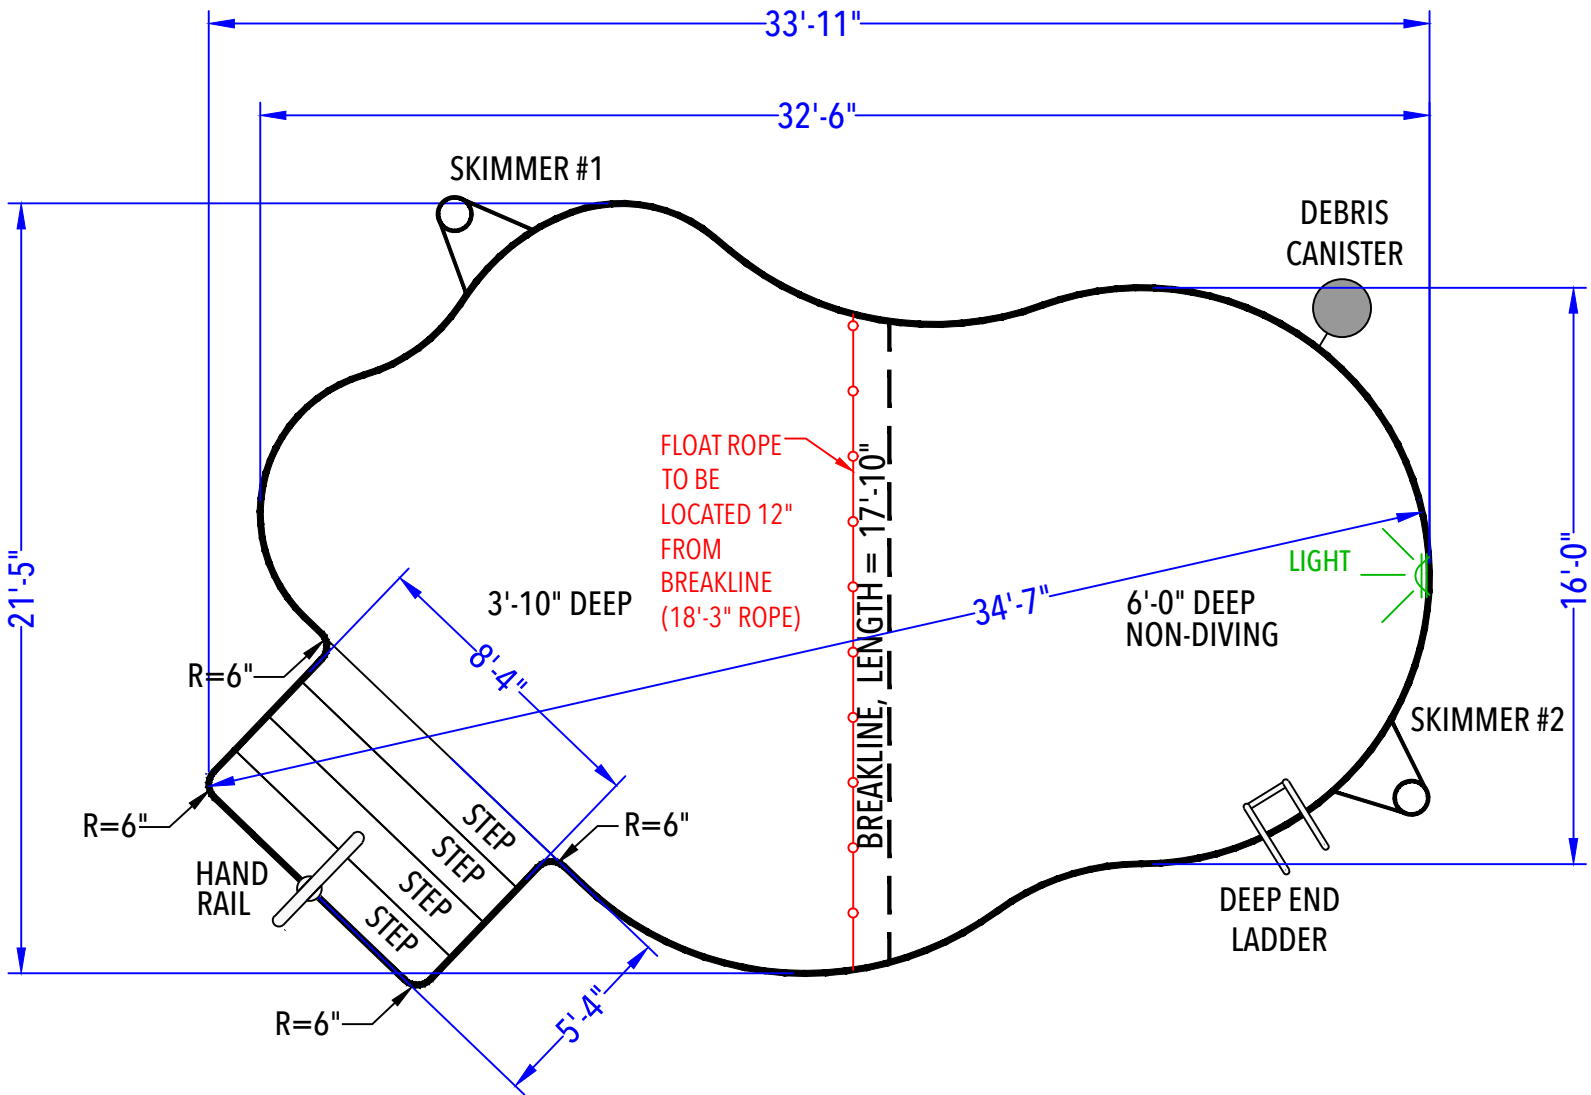 33'-11"
32'-6"
SKIMMER #1
DEBRIS
CANISTER
FLOAT ROPE
TO BE
LOCATED 12"
FROM
BREAKLINE
(18'-3" ROPE)
BREAKLINE, LENGTH = 17'-10"
21'-5"
16'-0"
LIGHT
3'-10" DEEP
34'-7"
6'-0" DEEP
NON-DIVING
8'-4"
R=6"
SKIMMER #2
R=6"
R=6"
STEP
STEP
STEP
STEP
HAND
RAIL
DEEP END
LADDER
R=6"
5'-4"